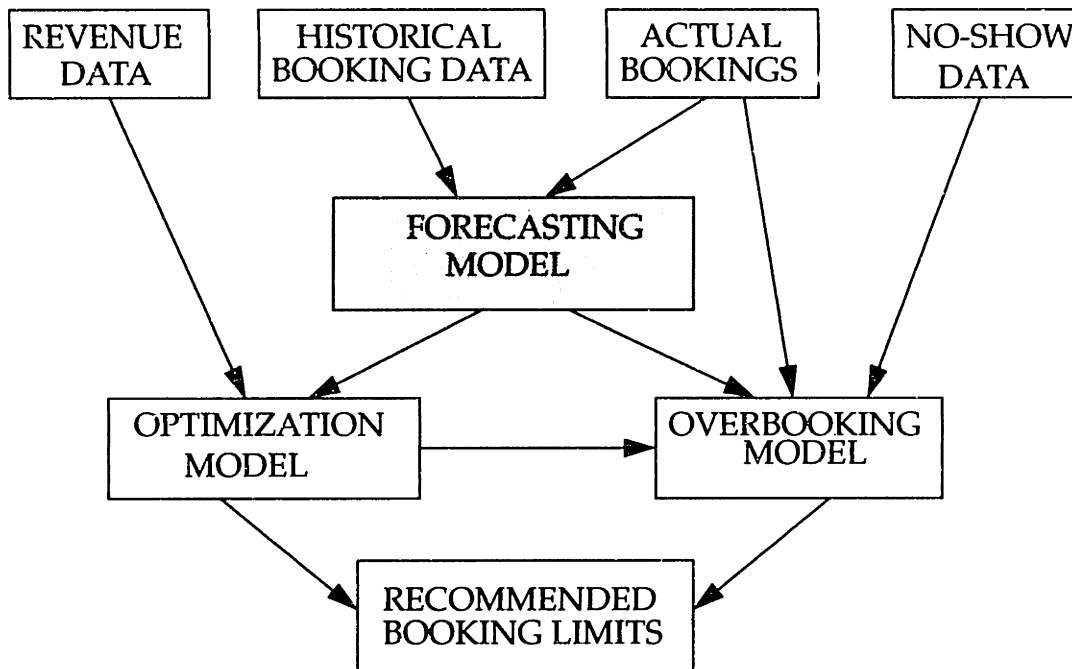 REVENUE
DATA
HISTORICAL
BOOKING DATA
ACTUAL
BOOKINGS
NO-SHOW
DATA
FORECASTING
MODEL
OPTIMIZATION
MODEL
OVERBOOKING
MODEL
RECOMMENDED
BOOKING LIMITS